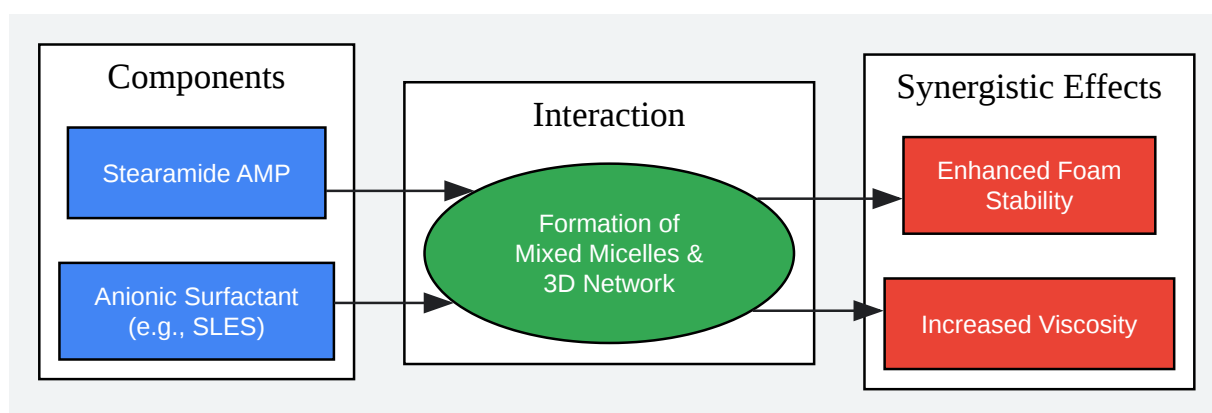 Components
Stearamide AMP
Anionic Surfactant
(e.g., SLES)
Interaction
Formation of
Mixed Micelles &
3D Network
Synergistic Effects
Enhanced Foam
Stability
Increased Viscosity